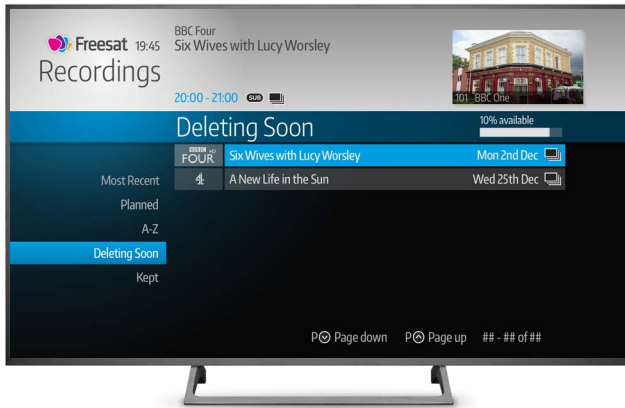 Freesat 19:45
Recordings
BBC Four
Six Wives with Lucy Worsley
20:00 - 21:00 SUB
101 BBC One
Deleting Soon
10% available
BBC HD FOUR Six Wives with Lucy Worsley Mon 2nd Dec
4 A New Life in the Sun Wed 25th Dec
Most Recent
Planned
A-Z
Deleting Soon
Kept
P Page down P Page up ## - ## of ##